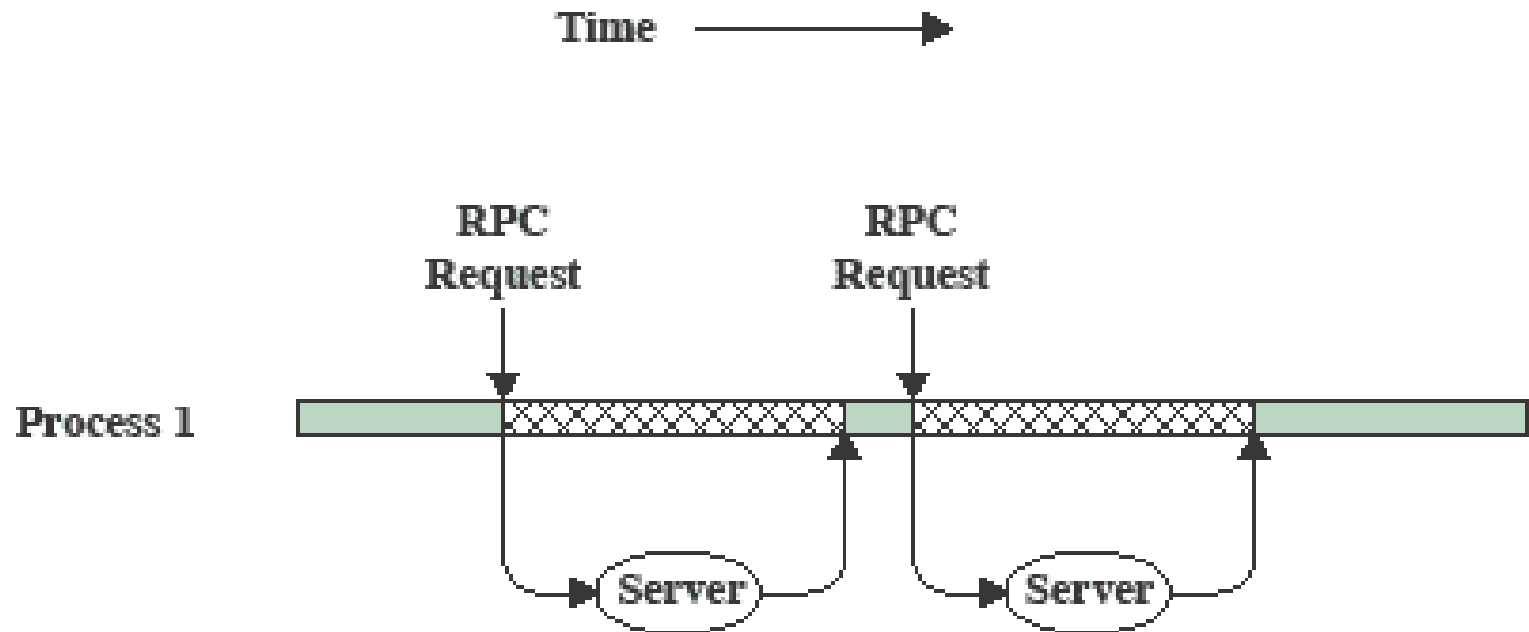 Time
RPC
Request
RPC
Request
Process 1
Server
Server